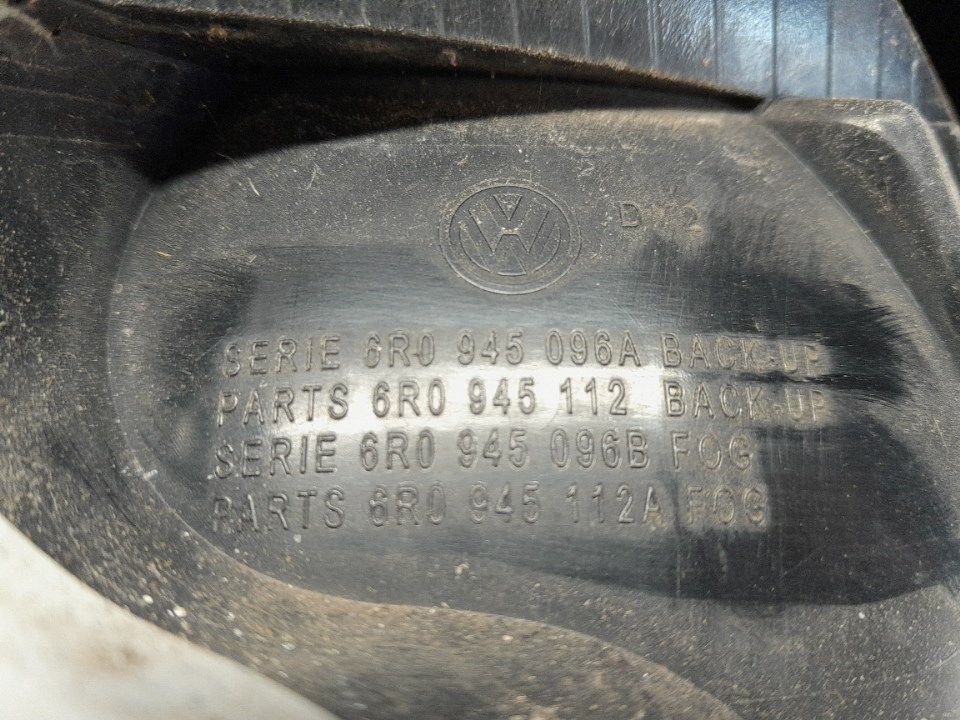 SERIE 6R0 945 096A BACK-UP
PARTS 6R0 945 112 BACK-UP
SERIE 6R0 945 096B FOG
PARTS 6R0 945 112A FOG